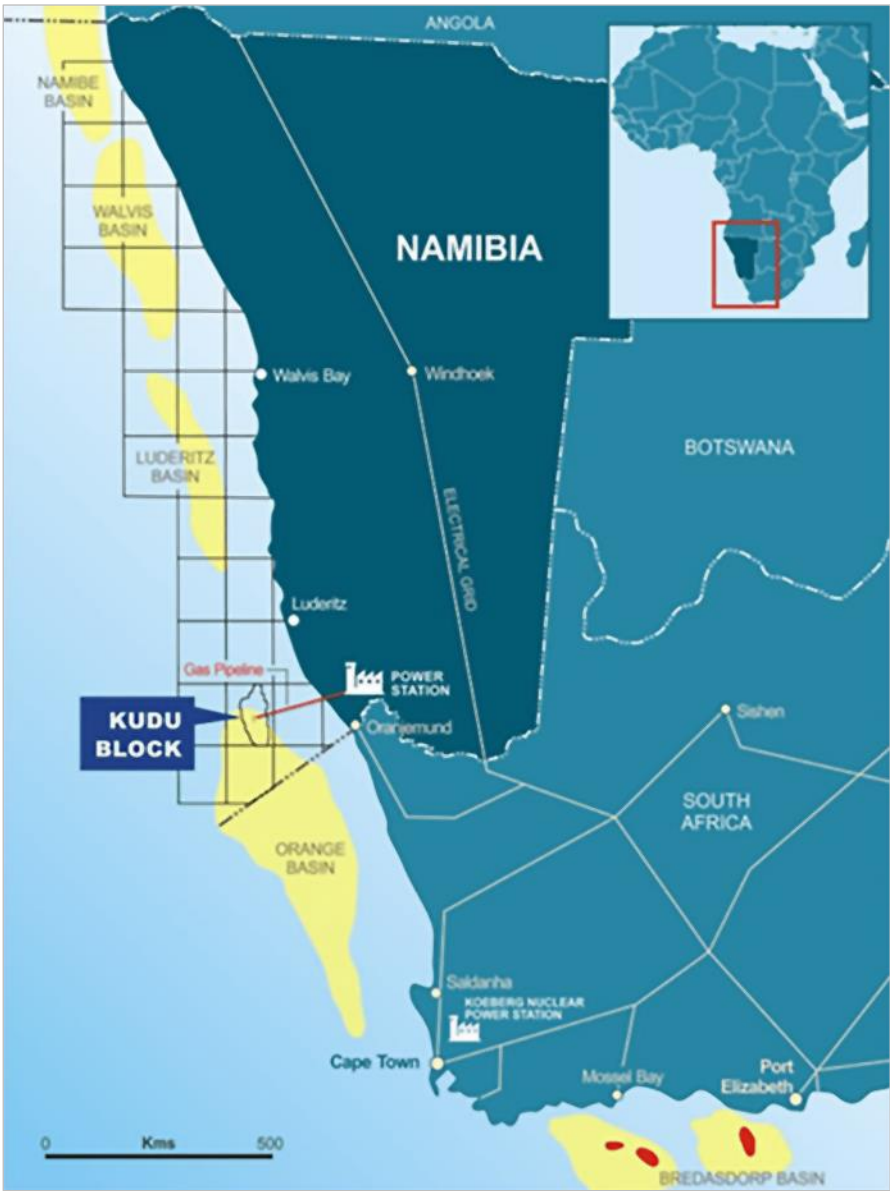 ANGOLA
NAMIBE
BASIN
WALVIS
BASIN
NAMIBIA
Walvis Bay
Windhoek
BOTSWANA
LUDERITZ
BASIN
ELECTRICAL GRID
Luderitz
Gas Pipeline
POWER
STATION
KUDU
BLOCK
Oranjemund
Sishen
SOUTH
AFRICA
ORANGE
BASIN
Saldanha
KOEBERG NUCLEAR
POWER STATION
Cape Town
Mossel Bay
Port
Elizabeth
0 Kms 500
BREDASDORP BASIN